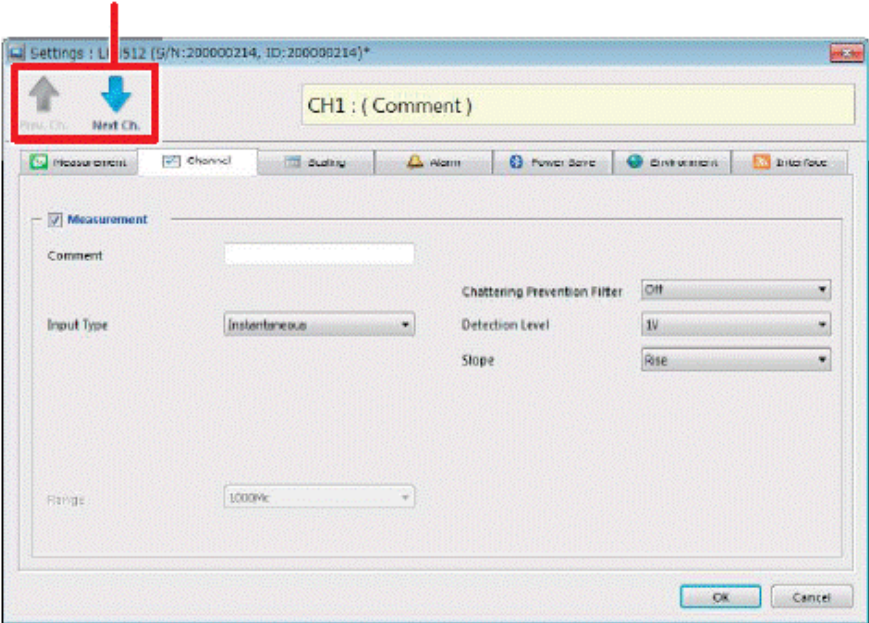 Settings : LR8512 (S/N:200000214, ID:200000214)*
Prev. Ch. Next Ch.
CH1 : ( Comment )
Measurement Channel Scaling Alarm Power Save Environment Interface
Measurement
Comment
Chattering Prevention Filter Off
Input Type Instantaneous Detection Level 1V
Slope Rise
Range
OK Cancel